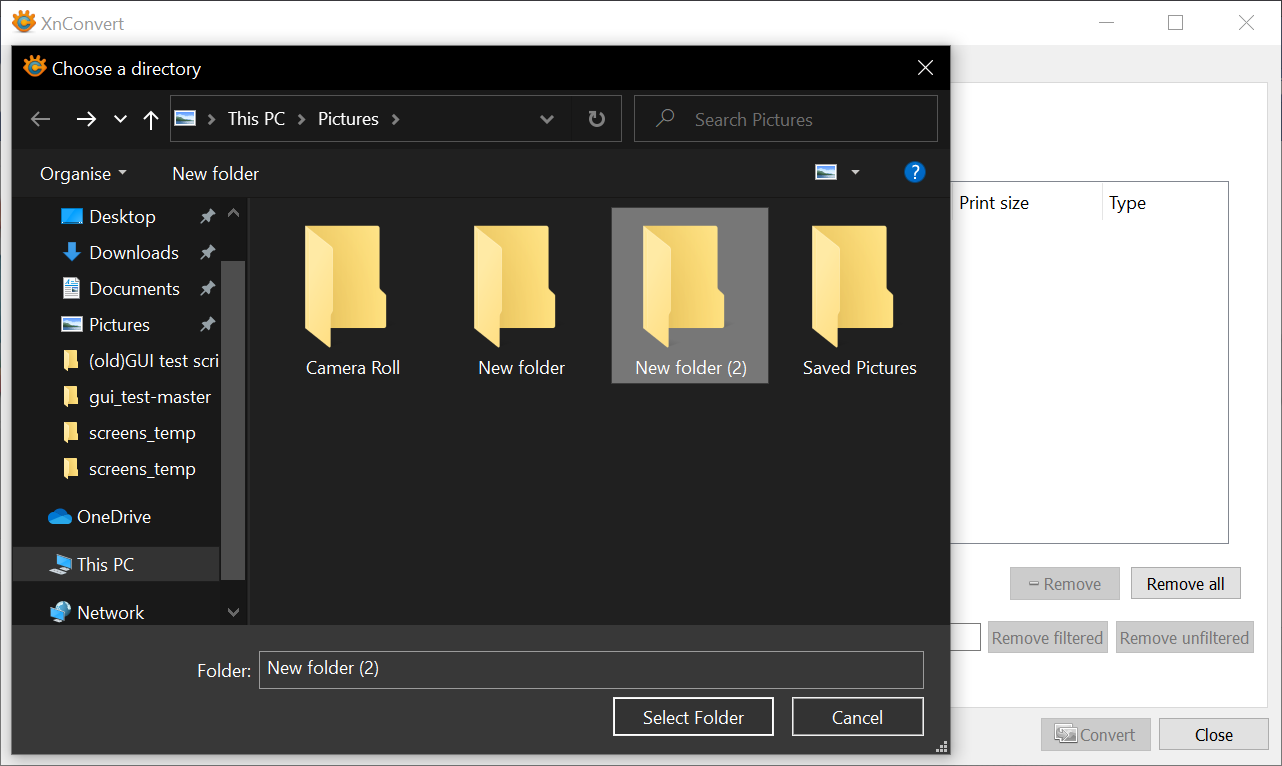 XnConvert
Choose a directory
This PC
Pictures
Search Pictures
Organise
New folder
?
Desktop
Downloads
Documents
Pictures
(old)GUI test scri
gui_test-master
screens_temp
screens_temp
OneDrive
This PC
Network
Camera Roll
New folder
New folder (2)
Saved Pictures
Folder:
New folder (2)
Select Folder
Cancel
Print size
Type
Remove
Remove all
Remove filtered
Remove unfiltered
Convert
Close